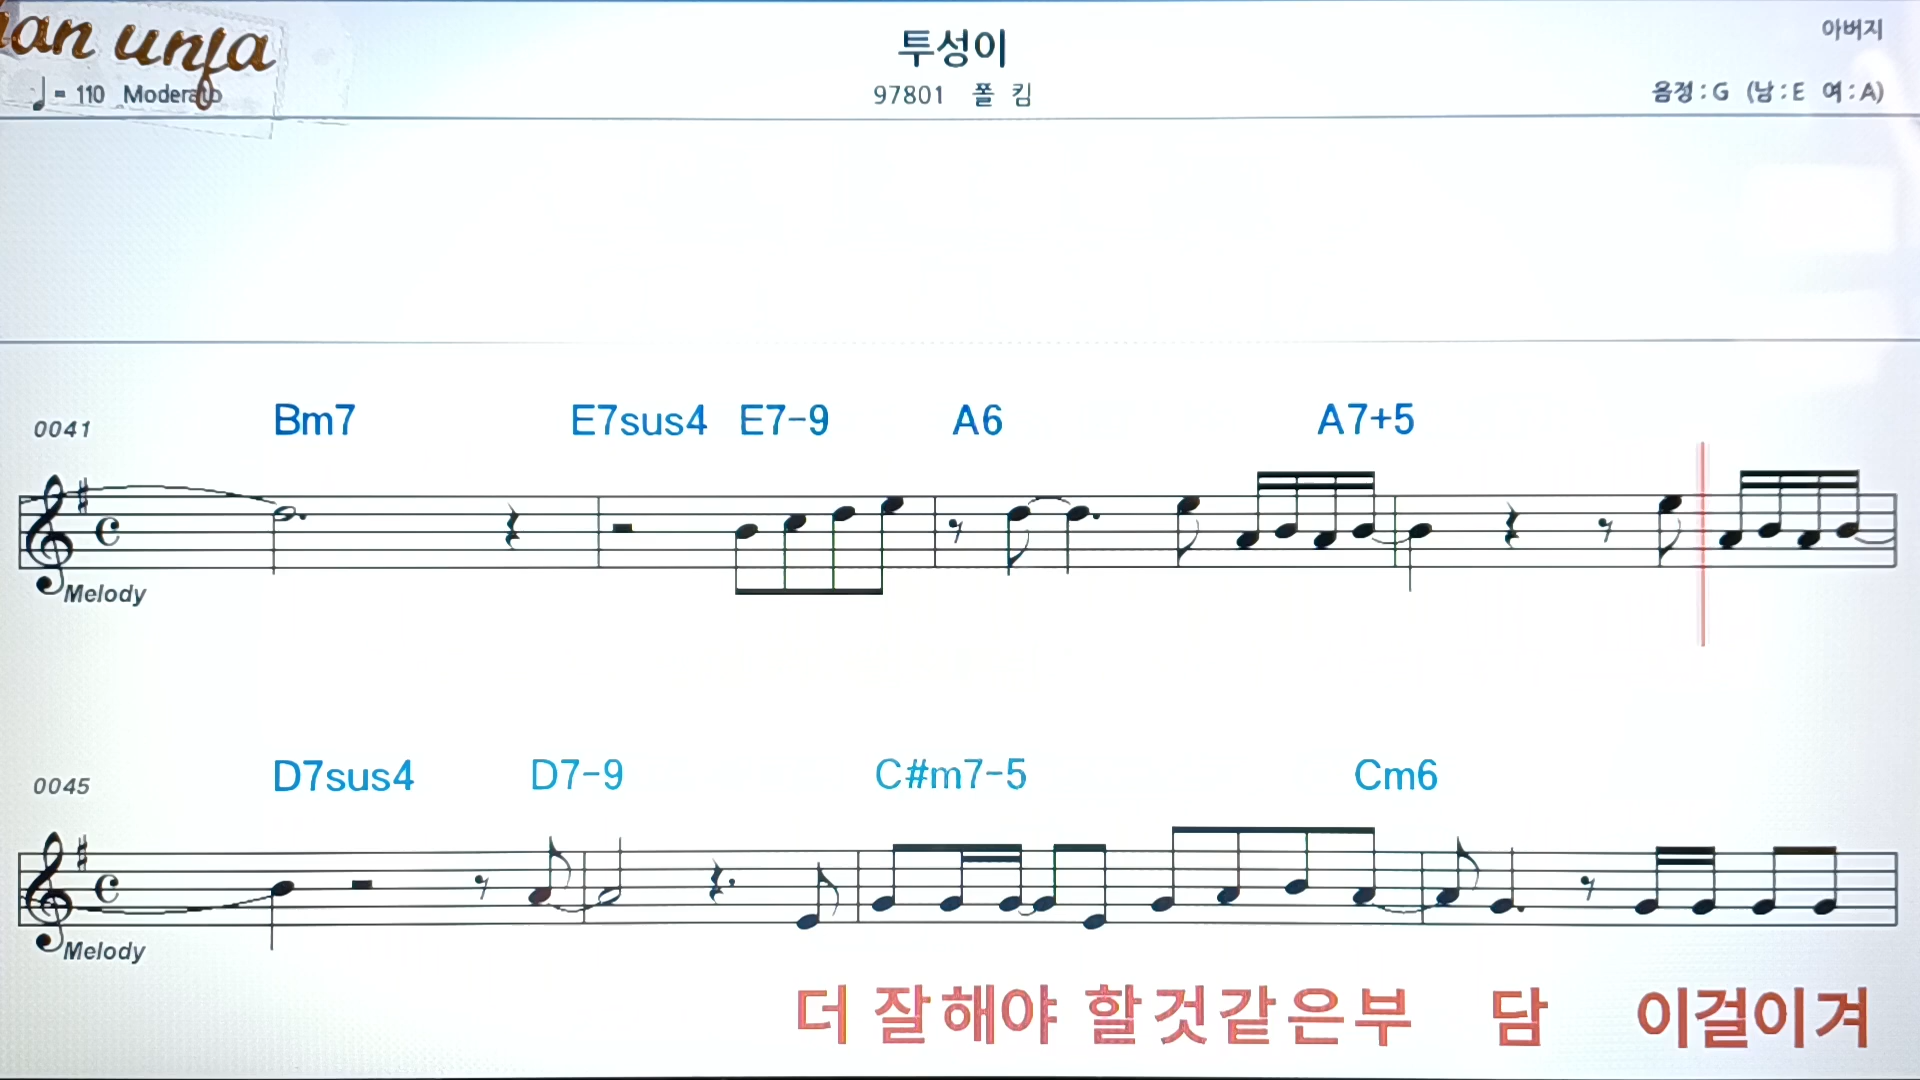 unfa
투성이
아버지
♩= 110 Moderato
97801 폴 킴
음정:G (남:E 여:A)
0041 Bm7 E7sus4 E7-9 A6 A7+5
Melody
0045 D7sus4 D7-9 C#m7-5 Cm6
Melody
더 잘해야 할것같은부 담 이걸이겨